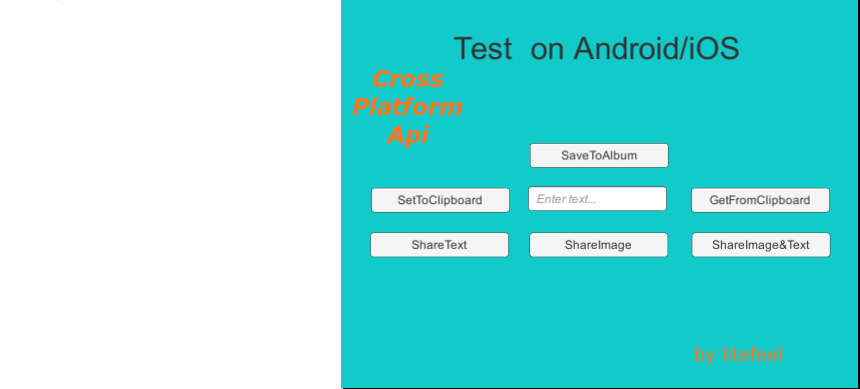 Test on Android/iOS
Cross
Platform
Api
SaveToAlbum
SetToClipboard
Enter text...
GetFromClipboard
ShareText
ShareImage
ShareImage&Text
by litefeel